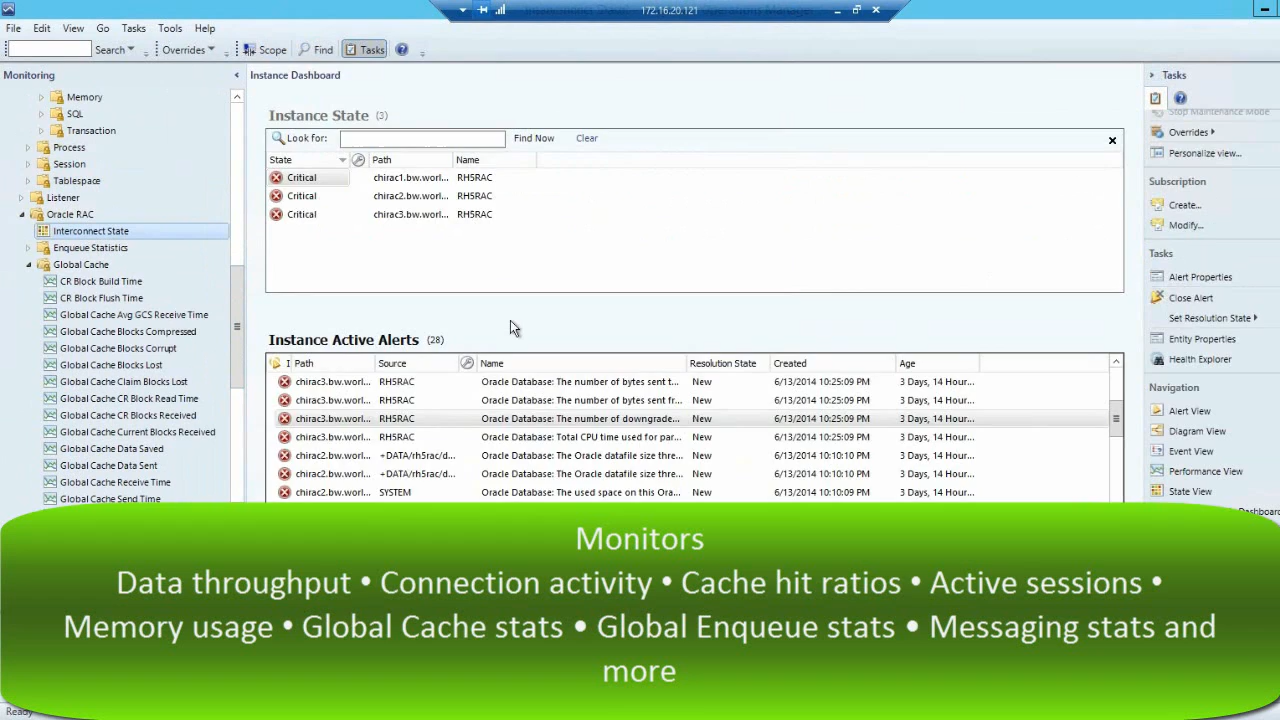 172.16.20.121
File Edit View Go Tasks Tools Help
Search Overrides Scope Find Tasks
Monitoring
Memory
SQL
Transaction
Process
Session
Tablespace
Listener
Oracle RAC
Interconnect State
Enqueue Statistics
Global Cache
CR Block Build Time
CR Block Flush Time
Global Cache Avg GCS Receive Time
Global Cache Blocks Compressed
Global Cache Blocks Corrupt
Global Cache Blocks Lost
Global Cache Claim Blocks Lost
Global Cache CR Block Read Time
Global Cache CR Blocks Received
Global Cache Current Blocks Received
Global Cache Data Saved
Global Cache Data Sent
Global Cache Receive Time
Global Cache Send Time
Instance Dashboard
Instance State (3)
Look for: Find Now Clear
State Path Name
Critical chirac1.bw.worl... RH5RAC
Critical chirac2.bw.worl... RH5RAC
Critical chirac3.bw.worl... RH5RAC
Instance Active Alerts (28)
I Path Source Name Resolution State Created Age
chirac3.bw.worl... RH5RAC Oracle Database: The number of bytes sent t... New 6/13/2014 10:25:09 PM 3 Days, 14 Hour...
chirac3.bw.worl... RH5RAC Oracle Database: The number of bytes sent fr... New 6/13/2014 10:25:09 PM 3 Days, 14 Hour...
chirac3.bw.worl... RH5RAC Oracle Database: The number of downgrade... New 6/13/2014 10:25:09 PM 3 Days, 14 Hour...
chirac3.bw.worl... RH5RAC Oracle Database: Total CPU time used for par... New 6/13/2014 10:25:09 PM 3 Days, 14 Hour...
chirac2.bw.worl... +DATA/rh5rac/d... Oracle Database: The Oracle datafile size thre... New 6/13/2014 10:10:10 PM 3 Days, 14 Hour...
chirac2.bw.worl... +DATA/rh5rac/d... Oracle Database: The Oracle datafile size thre... New 6/13/2014 10:10:10 PM 3 Days, 14 Hour...
chirac2.bw.worl... SYSTEM Oracle Database: The used space on this Ora... New 6/13/2014 10:10:09 PM 3 Days, 14 Hour...
Tasks
Stop Maintenance Mode
Overrides
Personalize view...
Subscription
Create...
Modify...
Tasks
Alert Properties
Close Alert
Set Resolution State
Entity Properties
Health Explorer
Navigation
Alert View
Diagram View
Event View
Performance View
State View
Dashboard
Monitors
Data throughput • Connection activity • Cache hit ratios • Active sessions •
Memory usage • Global Cache stats • Global Enqueue stats • Messaging stats and
more
Ready